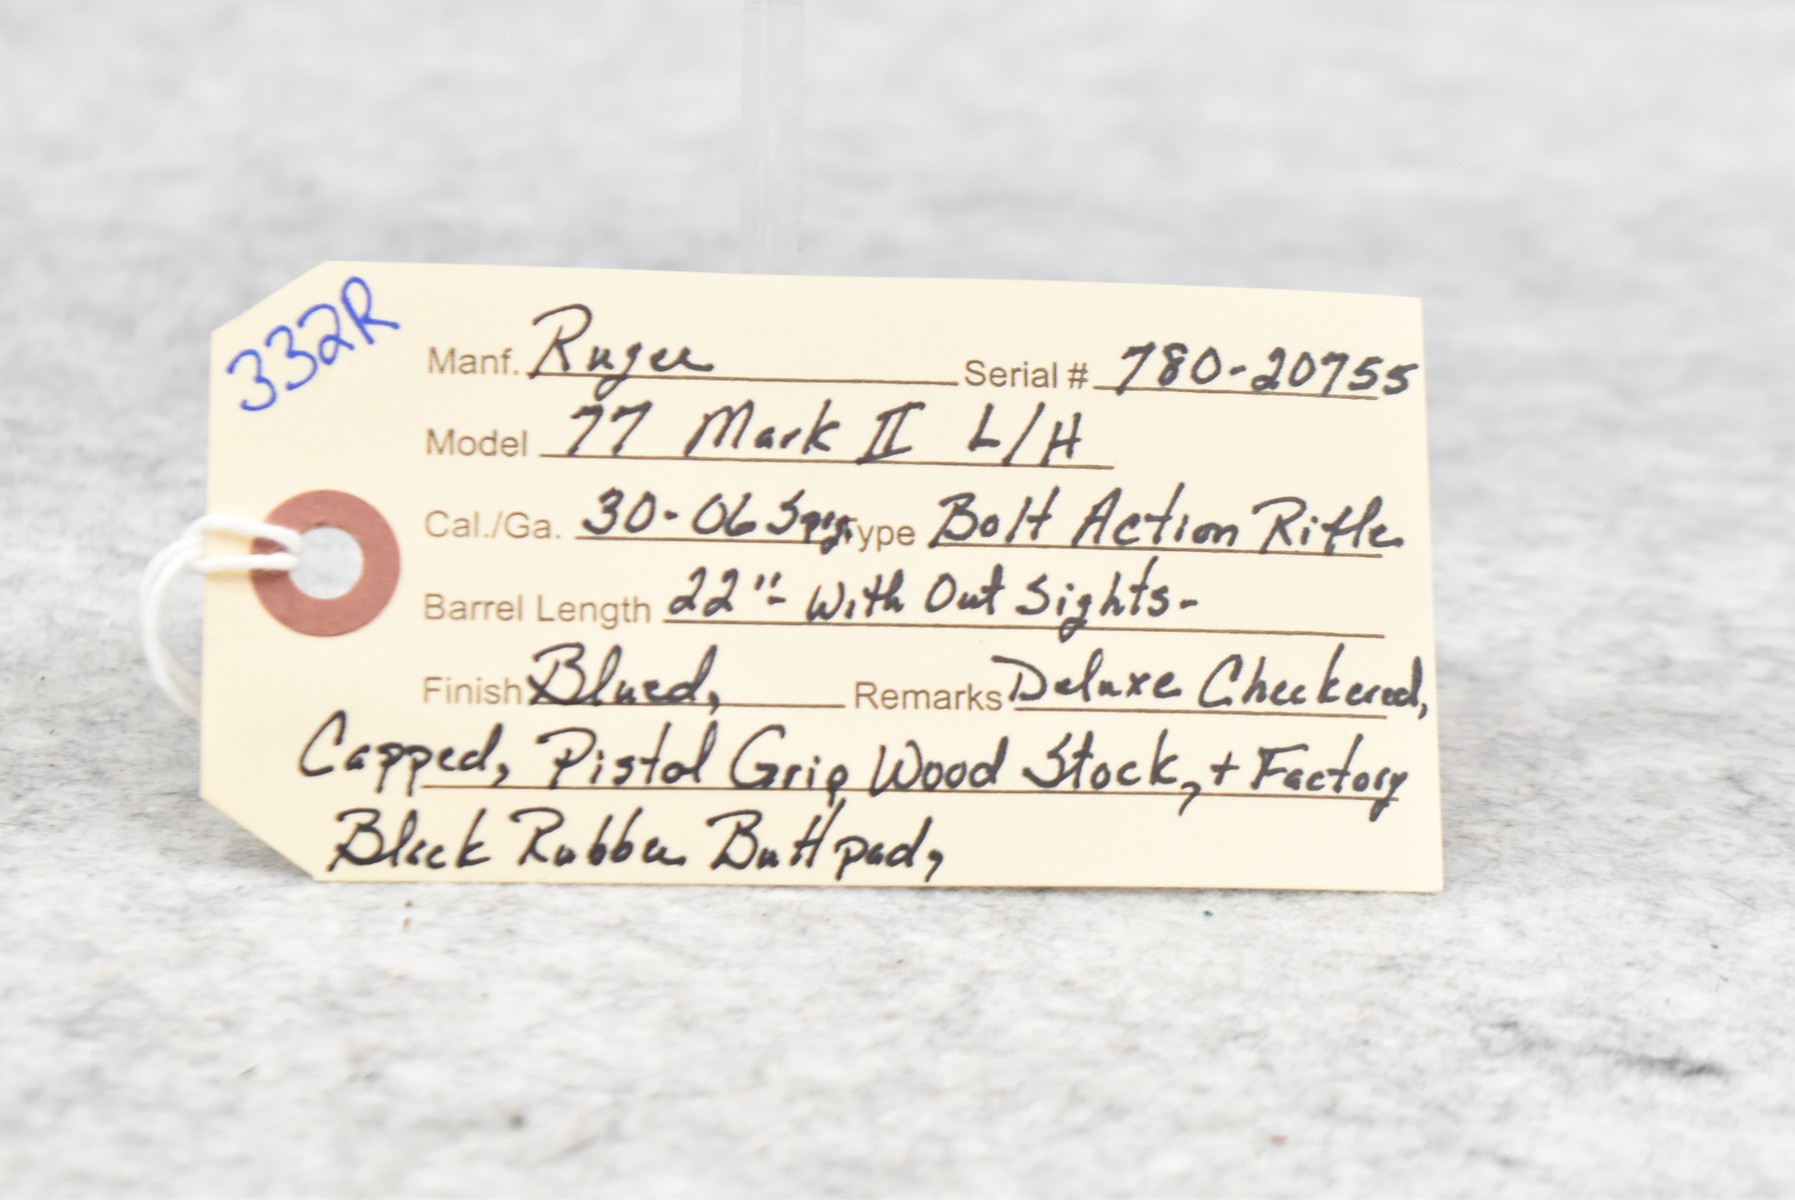 332R
Manf. Ruger Serial # 780-20755
Model 77 Mark II L/H
Cal./Ga. 30-06 Sprg. Type Bolt Action Rifle
Barrel Length 22"- With Out Sights-
Finish Blued, Remarks Deluxe Checkered,
Capped, Pistol Grip Wood Stock, + Factory
Black Rubber Buttpad,